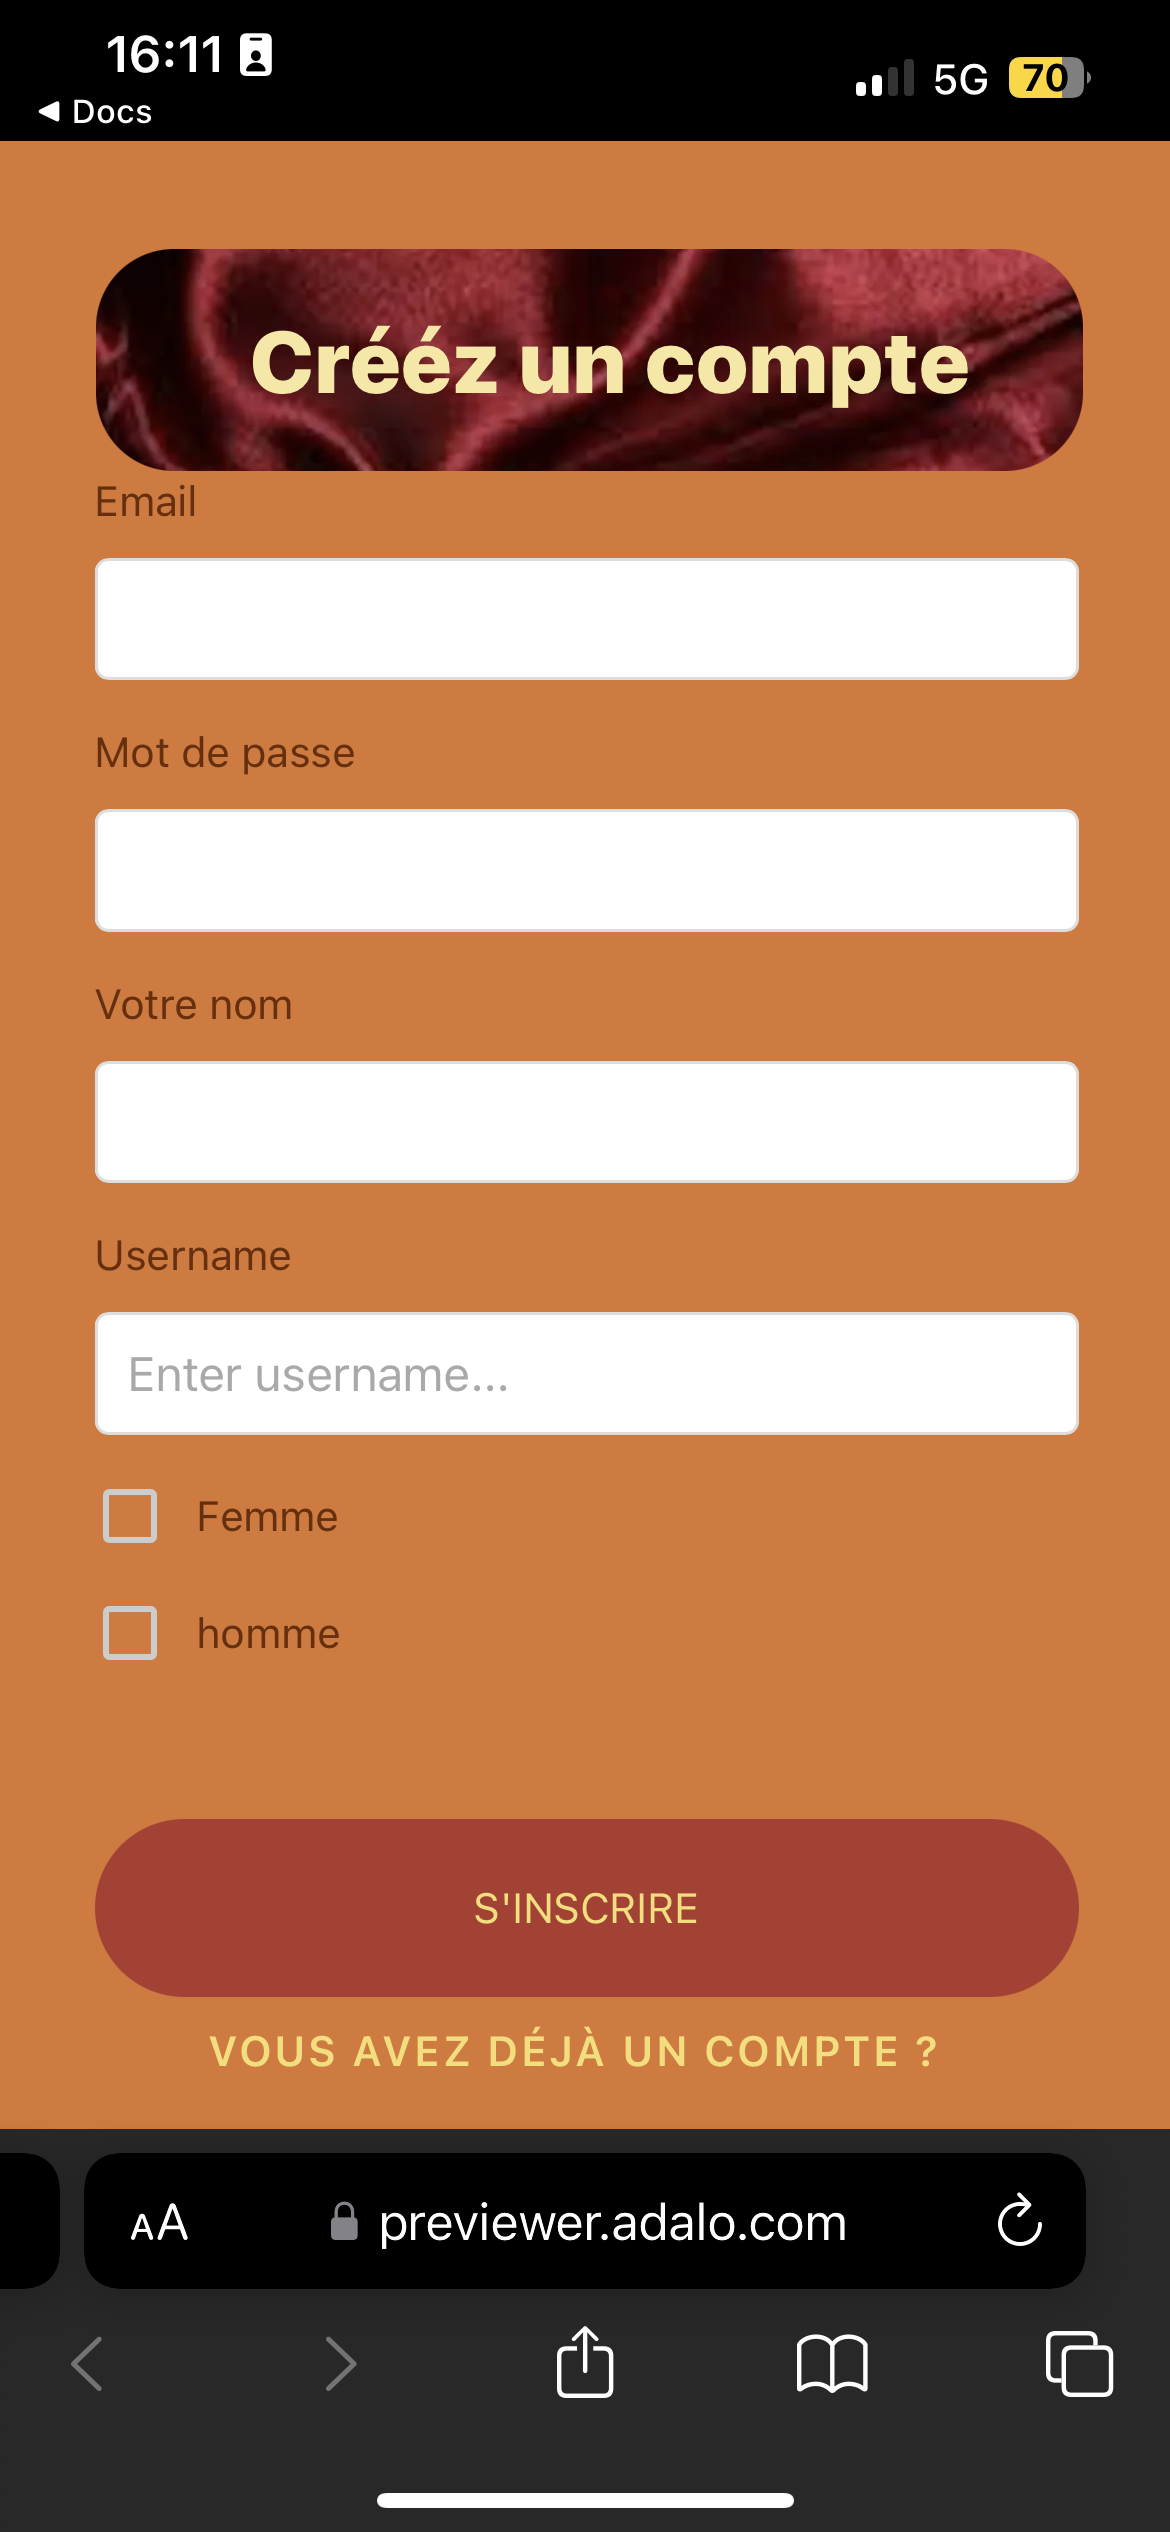 16:11
Docs
5G 70
Crééz un compte
Email
Mot de passe
Votre nom
Username
Enter username...
Femme
homme
S'INSCRIRE
VOUS AVEZ DÉJÀ UN COMPTE ?
AA previewer.adalo.com